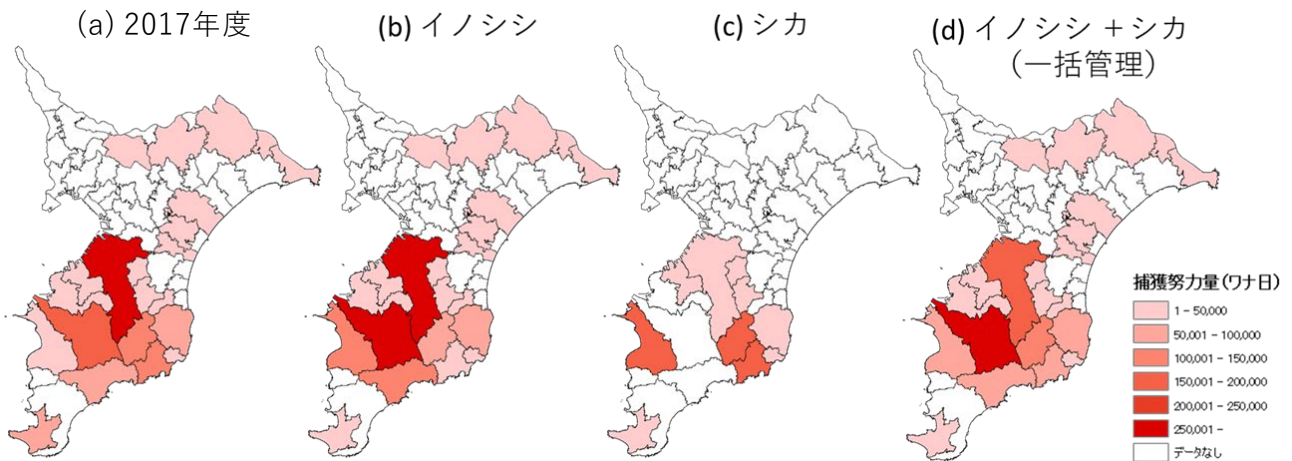 (a) 2017年度
(b) イノシシ
(c) シカ
(d) イノシシ + シカ
（一括管理）
捕獲努力量（ワナ日）
1 - 50,000
50,001 - 100,000
100,001 - 150,000
150,001 - 200,000
200,001 - 250,000
250,001 -
データなし